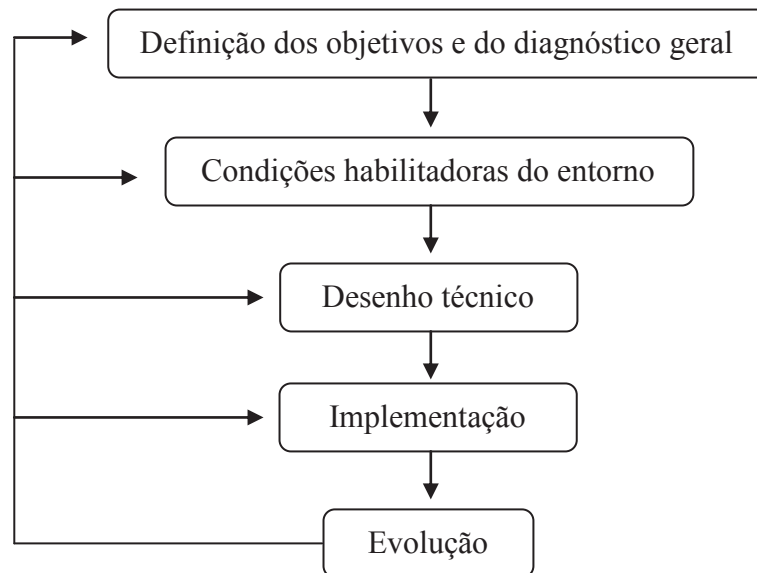 Definição dos objetivos e do diagnóstico geral
Condições habilitadoras do entorno
Desenho técnico
Implementação
Evolução